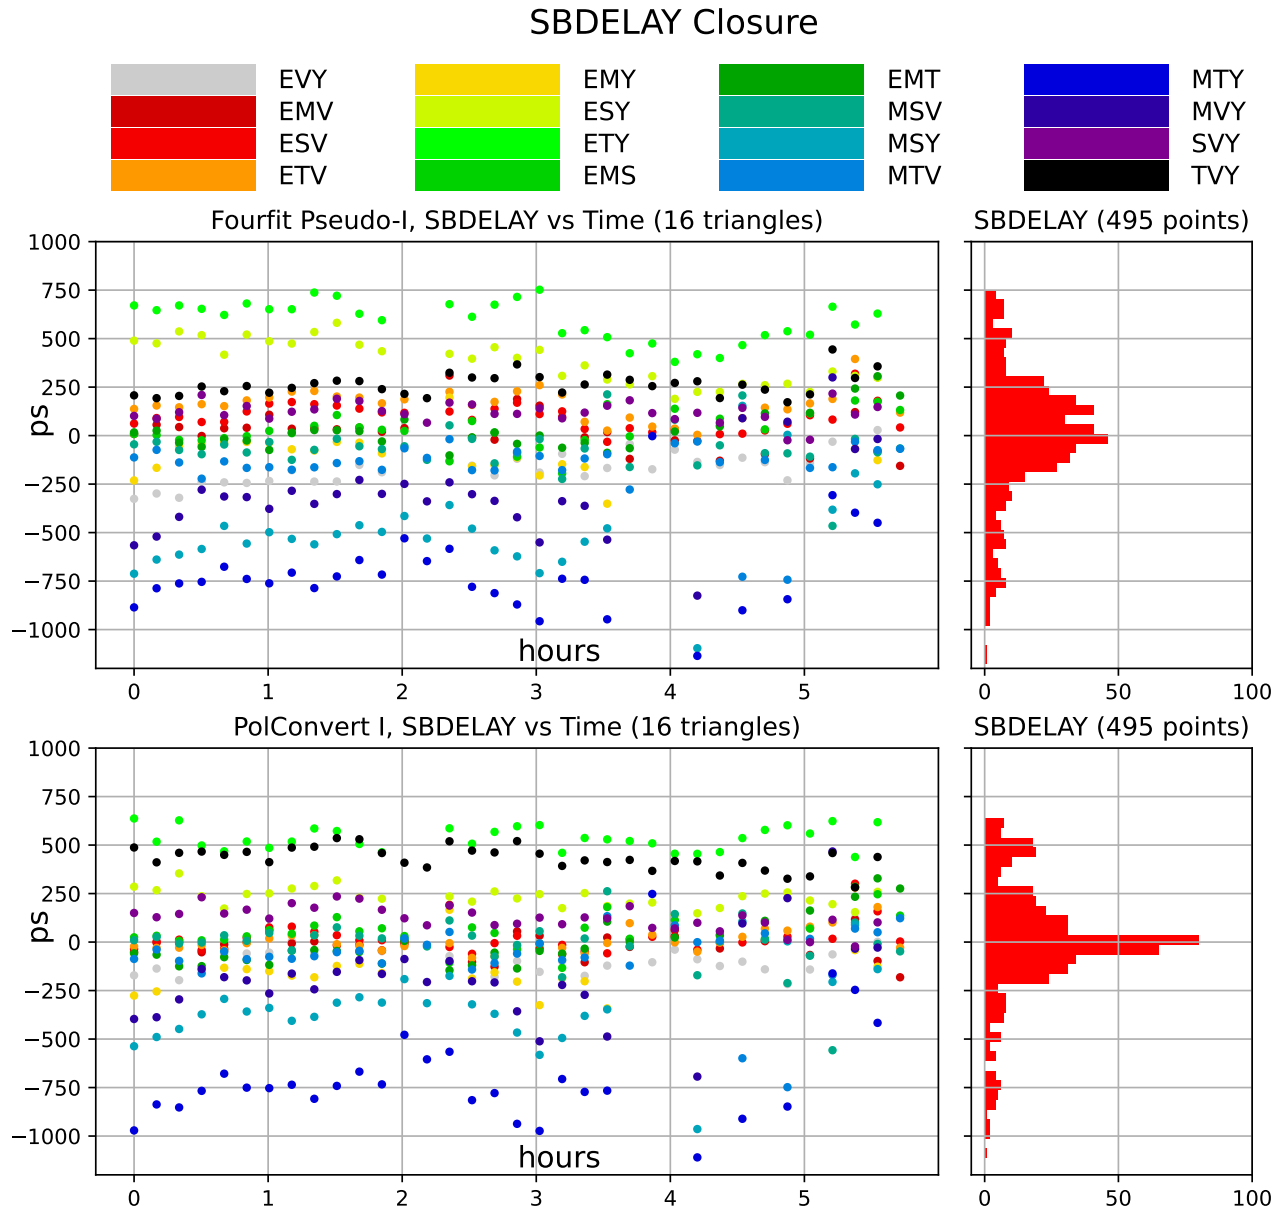 SBDELAY Closure
EVY EMY EMT MTY
EMV ESY MSV MVY
ESV ETY MSY SVY
ETV EMS MTV TVY
Fourfit Pseudo-I, SBDELAY vs Time (16 triangles) SBDELAY (495 points)
1000
750
500
250
0
−250
−500
−750
−1000
ps
hours
0 1 2 3 4 5 0 50 100
PolConvert I, SBDELAY vs Time (16 triangles) SBDELAY (495 points)
1000
750
500
250
0
−250
−500
−750
−1000
ps
hours
0 1 2 3 4 5 0 50 100